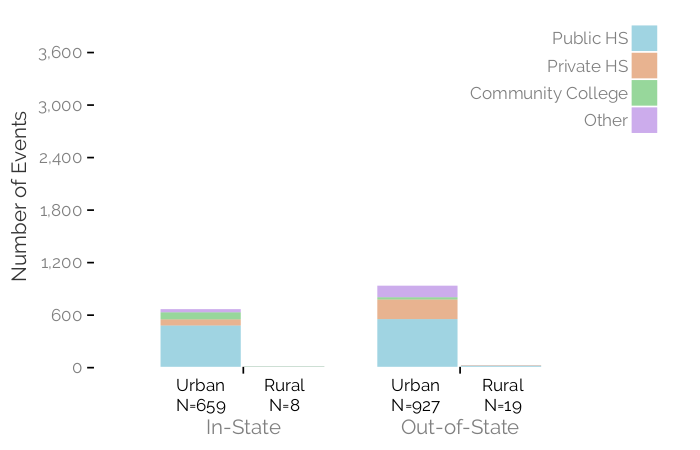 Public HS
Private HS
Community College
Other
Number of Events
3,600
3,000
2,400
1,800
1,200
600
0
Urban
N=659
Rural
N=8
Urban
N=927
Rural
N=19
In-State
Out-of-State